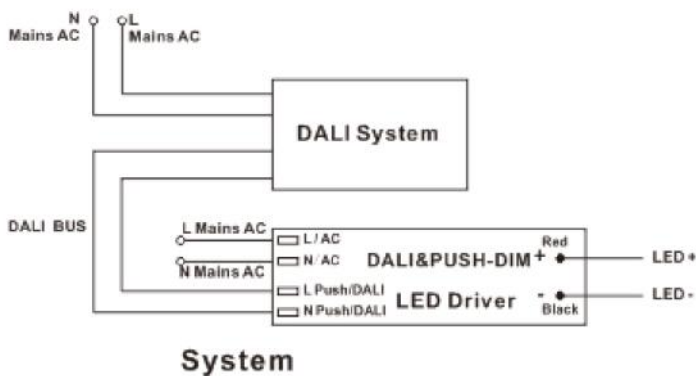 N L
Mains AC Mains AC
DALI System
DALI BUS
L Mains AC
N Mains AC
L/AC
N/AC
L Push/DALI
N Push/DALI
DALI&PUSH-DIM
LED Driver
Red
+
-
Black
LED+
LED-
System